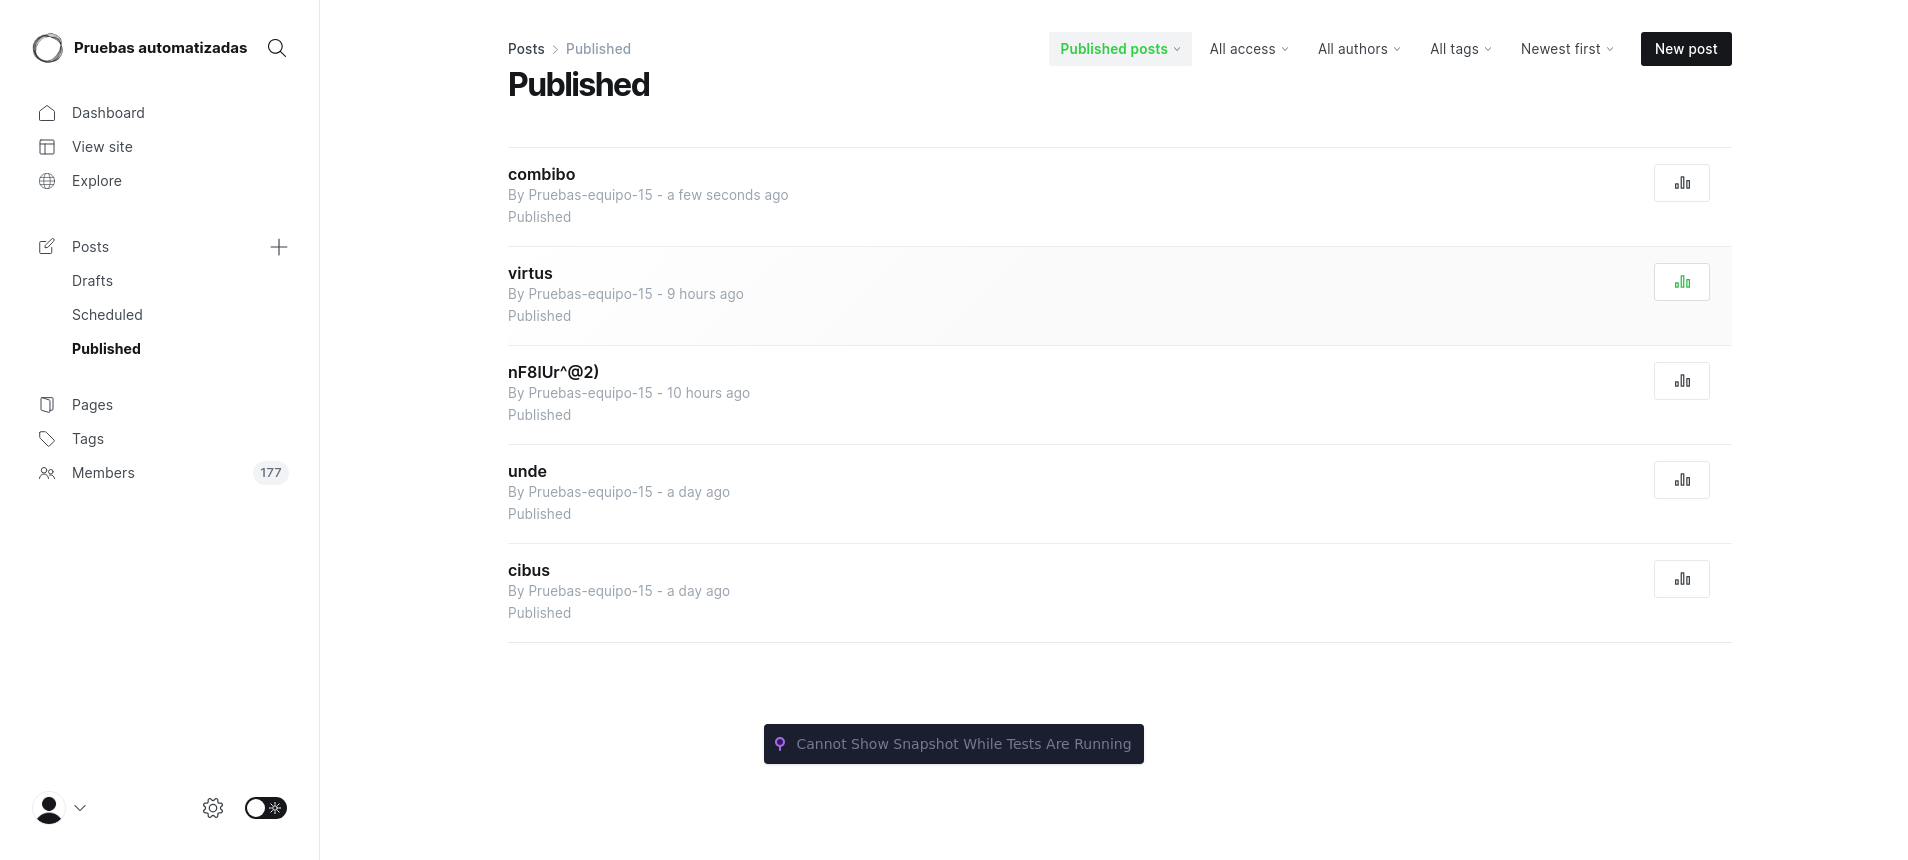 Pruebas automatizadas
Dashboard
View site
Explore
Posts
Drafts
Scheduled
Published
Pages
Tags
Members 177
Posts > Published
Published posts All access All authors All tags Newest first New post
Published
combibo
By Pruebas-equipo-15 - a few seconds ago
Published
virtus
By Pruebas-equipo-15 - 9 hours ago
Published
nF8lUr^@2)
By Pruebas-equipo-15 - 10 hours ago
Published
unde
By Pruebas-equipo-15 - a day ago
Published
cibus
By Pruebas-equipo-15 - a day ago
Published
Cannot Show Snapshot While Tests Are Running